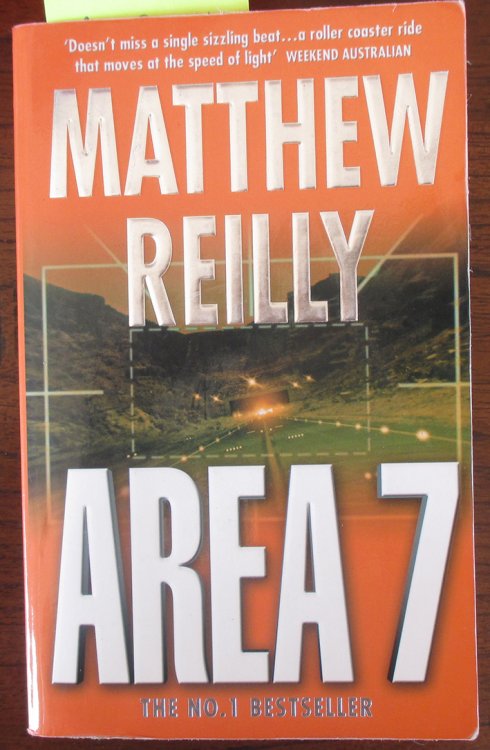 'Doesn't miss a single sizzling beat...a roller coaster ride
that moves at the speed of light' WEEKEND AUSTRALIAN
MATTHEW
REILLY
AREA 7
THE NO.1 BESTSELLER